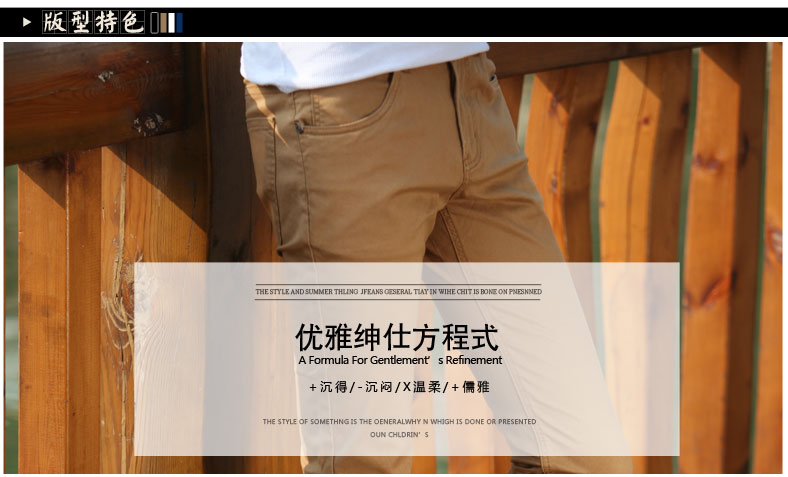 版型特色
THE STYLE AND SUMMER THLING JFEANS GESERAL TIAY IN WIHE CHIT IS BONE ON PNESNNED
优雅绅仕方程式
A Formula For Gentlement's Refinement
+沉得/-沉闷/X温柔/+儒雅
THE STYLE OF SOMETHNG IS THE OENERALWHY N WHIGH IS DONE OR PRESENTED
OUN CHLDRIN'S